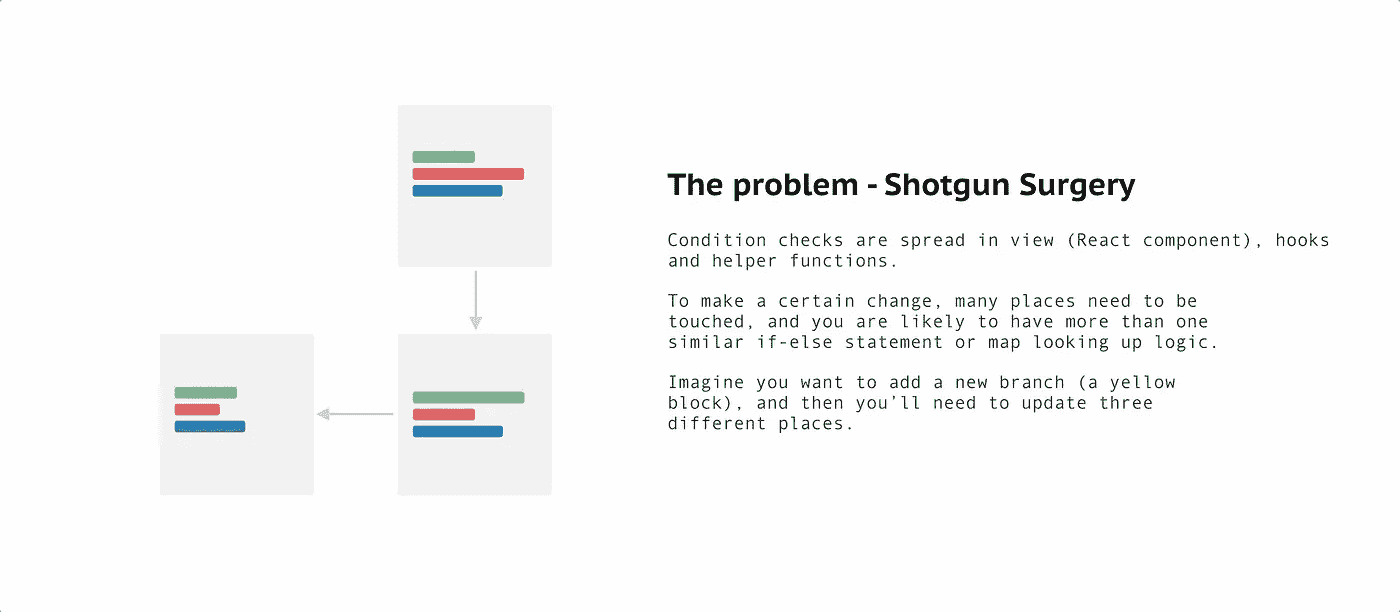 The problem - Shotgun Surgery
Condition checks are spread in view (React component), hooks
and helper functions.
To make a certain change, many places need to be
touched, and you are likely to have more than one
similar if-else statement or map looking up logic.
Imagine you want to add a new branch (a yellow
block), and then you’ll need to update three
different places.